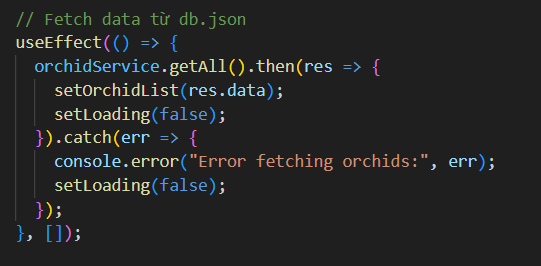 // Fetch data từ db.json
useEffect(() => {
  orchidService.getAll().then(res => {
    setOrchidList(res.data);
    setLoading(false);
  }).catch(err => {
    console.error("Error fetching orchids:", err);
    setLoading(false);
  });
}, []);